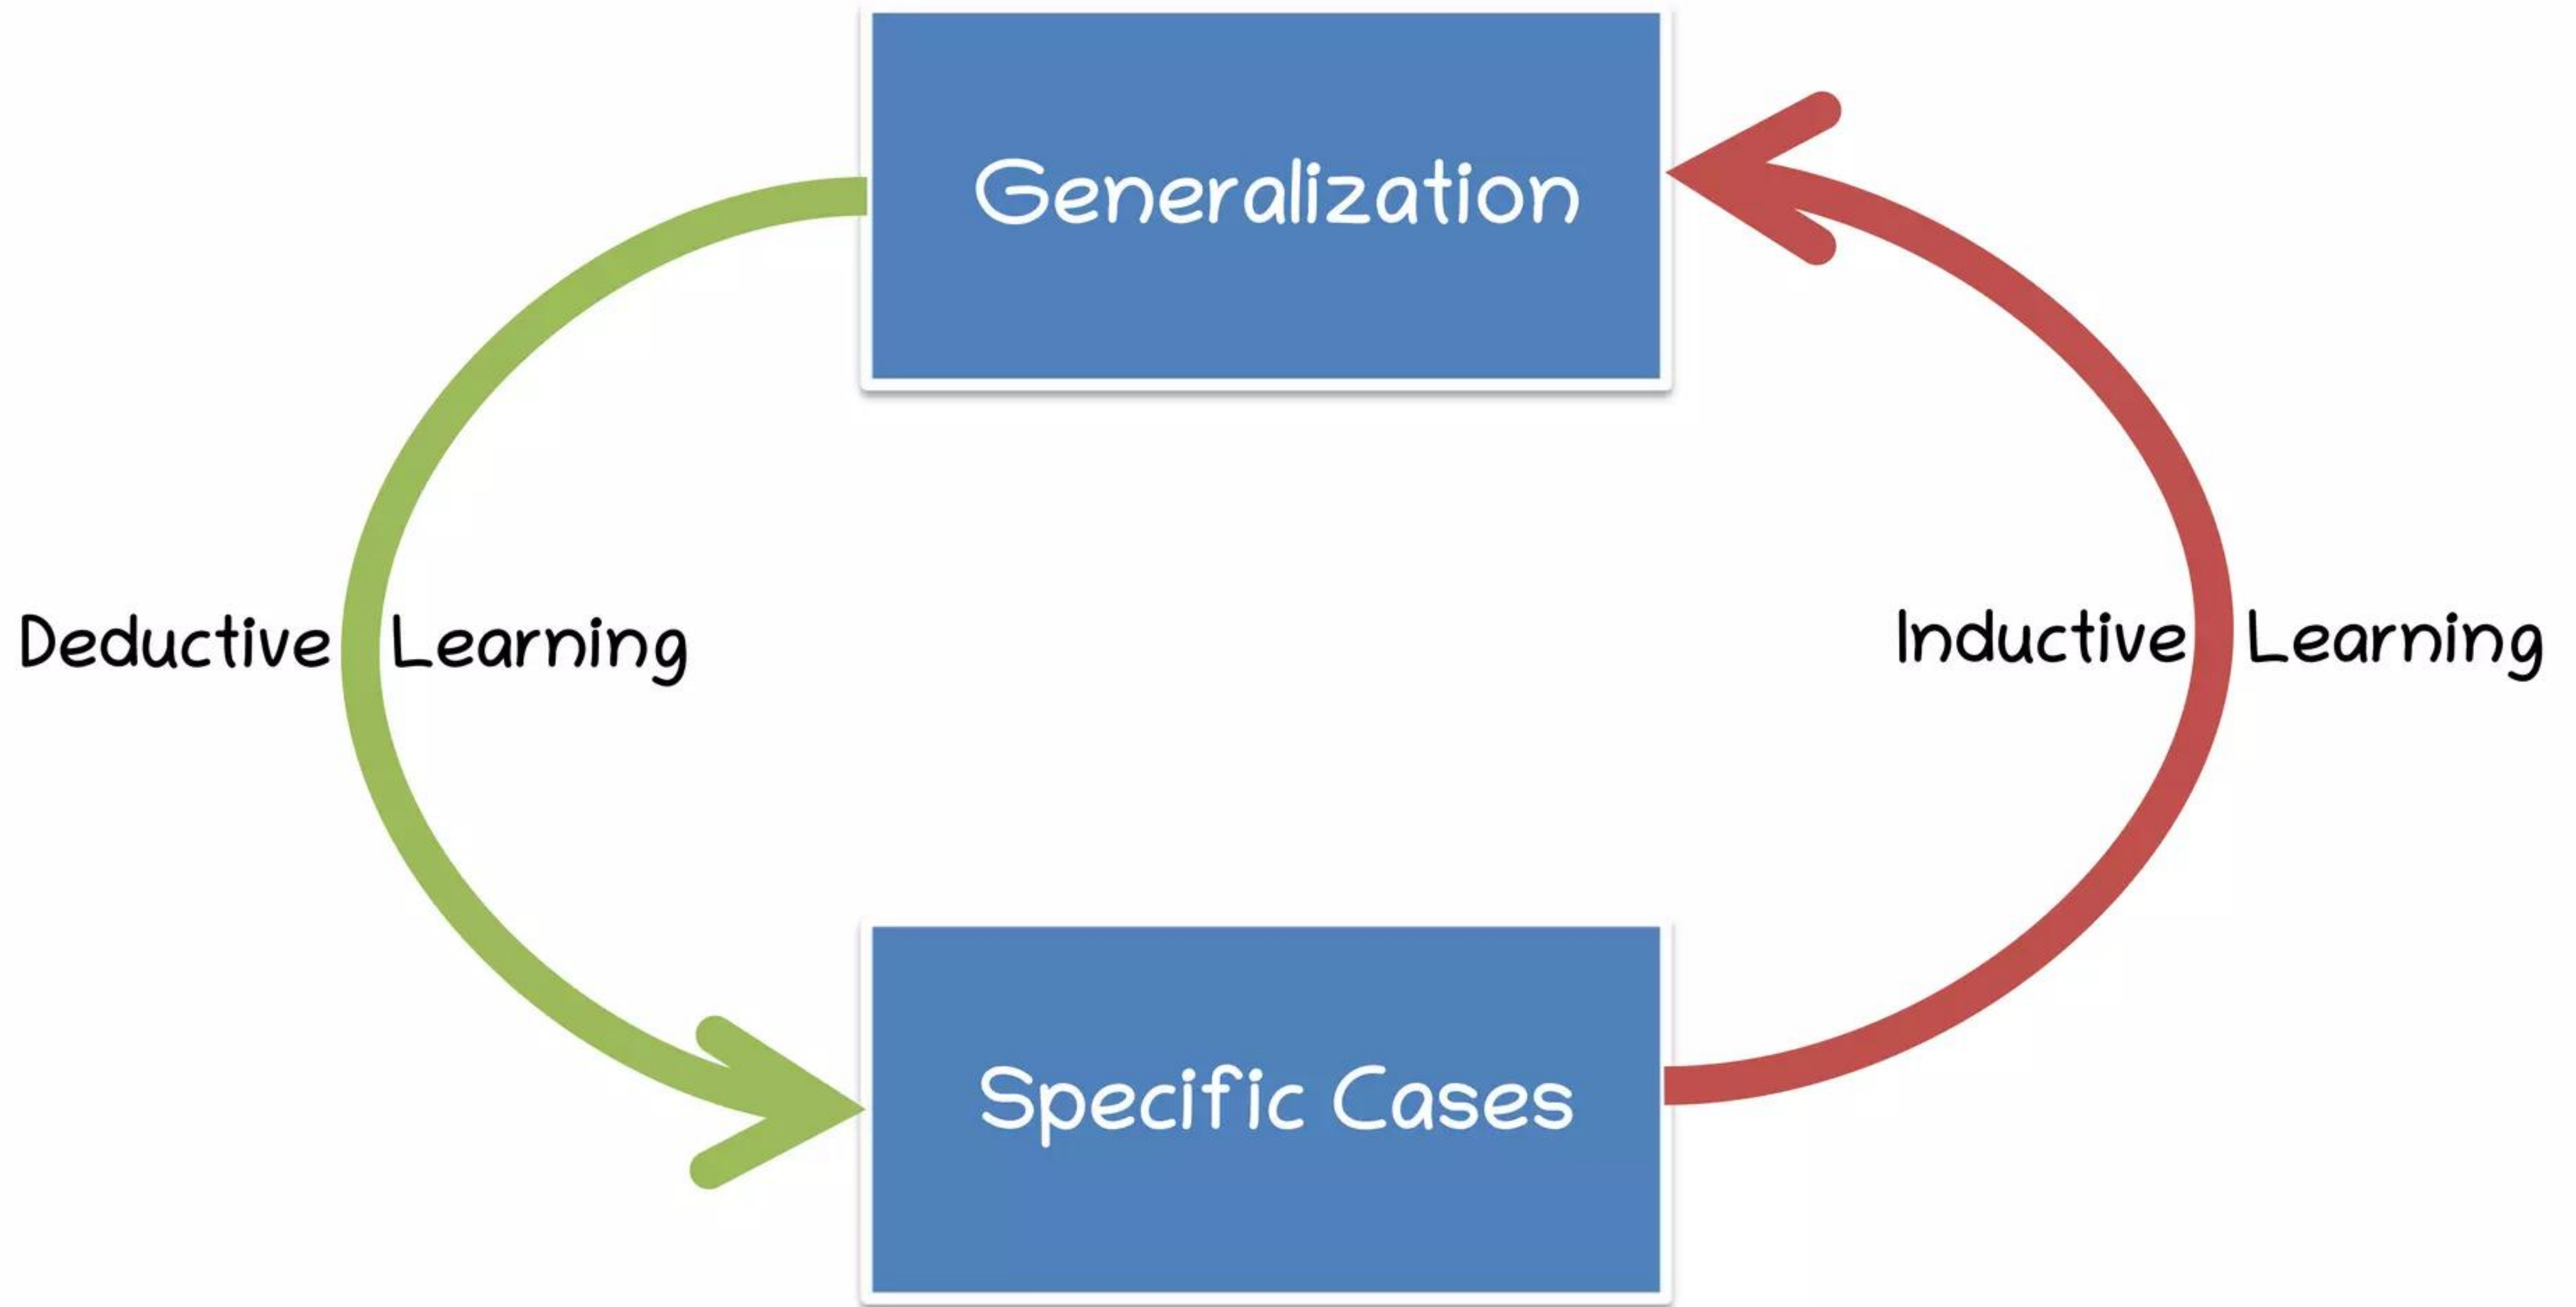 Generalization
Deductive Learning
Inductive Learning
Specific Cases